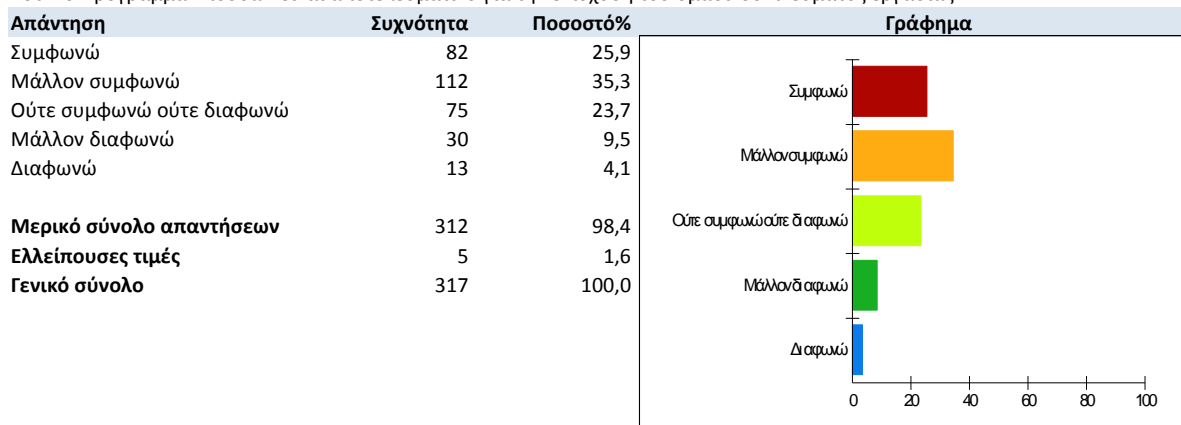 Απάντηση Συχνότητα Ποσοστό% Γράφημα
Συμφωνώ 82 25,9
Μάλλον συμφωνώ 112 35,3
Ούτε συμφωνώ ούτε διαφωνώ 75 23,7
Μάλλον διαφωνώ 30 9,5
Διαφωνώ 13 4,1
Μερικό σύνολο απαντήσεων 312 98,4
Ελλείπουσες τιμές 5 1,6
Γενικό σύνολο 317 100,0
Συμφωνώ
Μάλλον συμφωνώ
Ούτε συμφωνώ ούτε διαφωνώ
Μάλλον διαφωνώ
Διαφωνώ
0 20 40 60 80 100